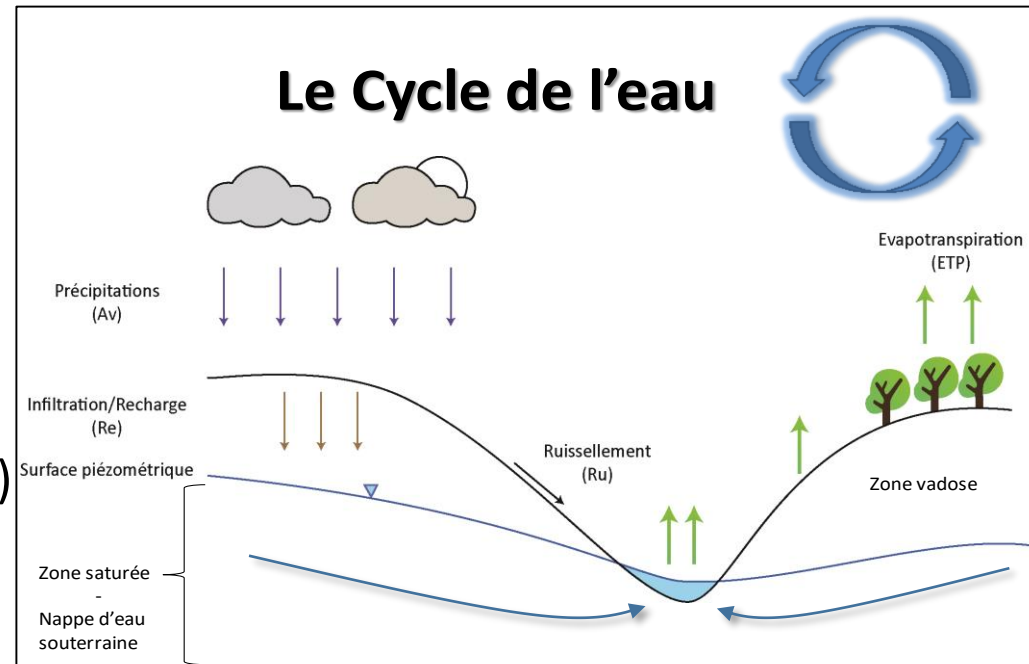 Le Cycle de l'eau
Evapotranspiration
(ETP)
Précipitations
(Av)
Infiltration/Recharge
(Re)
Ruissellement
(Ru)
)
Surface piézométrique
Zone vadose
Zone saturée
-
Nappe d'eau
souterraine